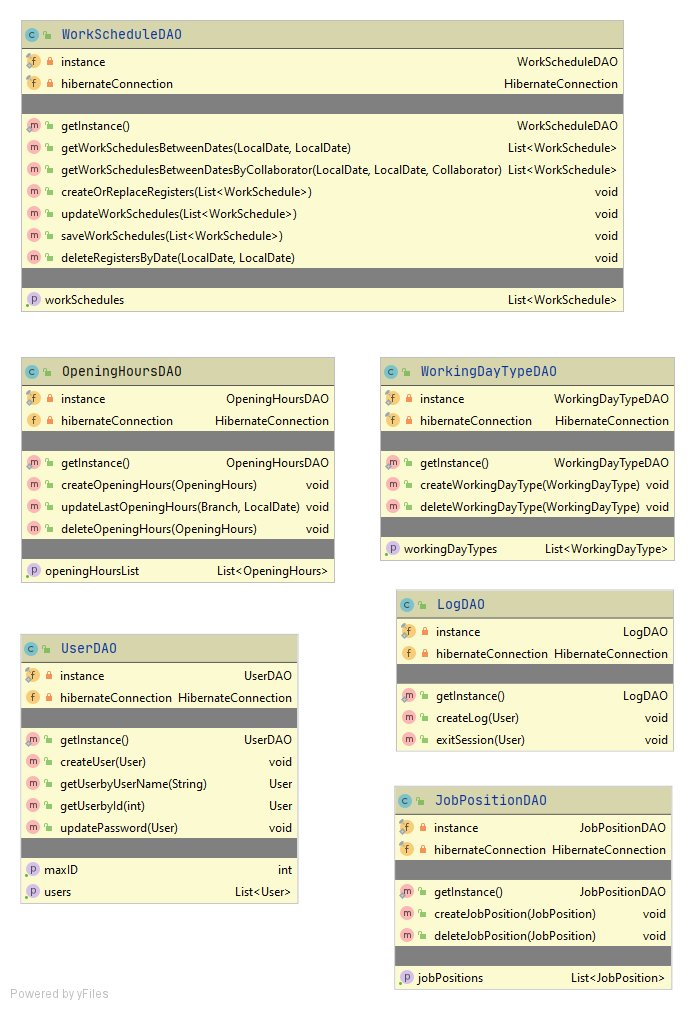 WorkScheduleDAO
instance WorkScheduleDAO
hibernateConnection HibernateConnection
getInstance() WorkScheduleDAO
getWorkSchedulesBetweenDates(LocalDate, LocalDate) List<WorkSchedule>
getWorkSchedulesBetweenDatesByCollaborator(LocalDate, LocalDate, Collaborator) List<WorkSchedule>
createOrReplaceRegisters(List<WorkSchedule>) void
updateWorkSchedules(List<WorkSchedule>) void
saveWorkSchedules(List<WorkSchedule>) void
deleteRegistersByDate(LocalDate, LocalDate) void
workSchedules List<WorkSchedule>
OpeningHoursDAO
instance OpeningHoursDAO
hibernateConnection HibernateConnection
getInstance() OpeningHoursDAO
createOpeningHours(OpeningHours) void
updateLastOpeningHours(Branch, LocalDate) void
deleteOpeningHours(OpeningHours) void
openingHoursList List<OpeningHours>
WorkingDayTypeDAO
instance WorkingDayTypeDAO
hibernateConnection HibernateConnection
getInstance() WorkingDayTypeDAO
createWorkingDayType(WorkingDayType) void
deleteWorkingDayType(WorkingDayType) void
workingDayTypes List<WorkingDayType>
LogDAO
instance LogDAO
hibernateConnection HibernateConnection
getInstance() LogDAO
createLog(User) void
exitSession(User) void
UserDAO
instance UserDAO
hibernateConnection HibernateConnection
getInstance() UserDAO
createUser(User) void
getUserbyUserName(String) User
getUserbyId(int) User
updatePassword(User) void
maxID int
users List<User>
JobPositionDAO
instance JobPositionDAO
hibernateConnection HibernateConnection
getInstance() JobPositionDAO
createJobPosition(JobPosition) void
deleteJobPosition(JobPosition) void
jobPositions List<JobPosition>
Powered by yFiles